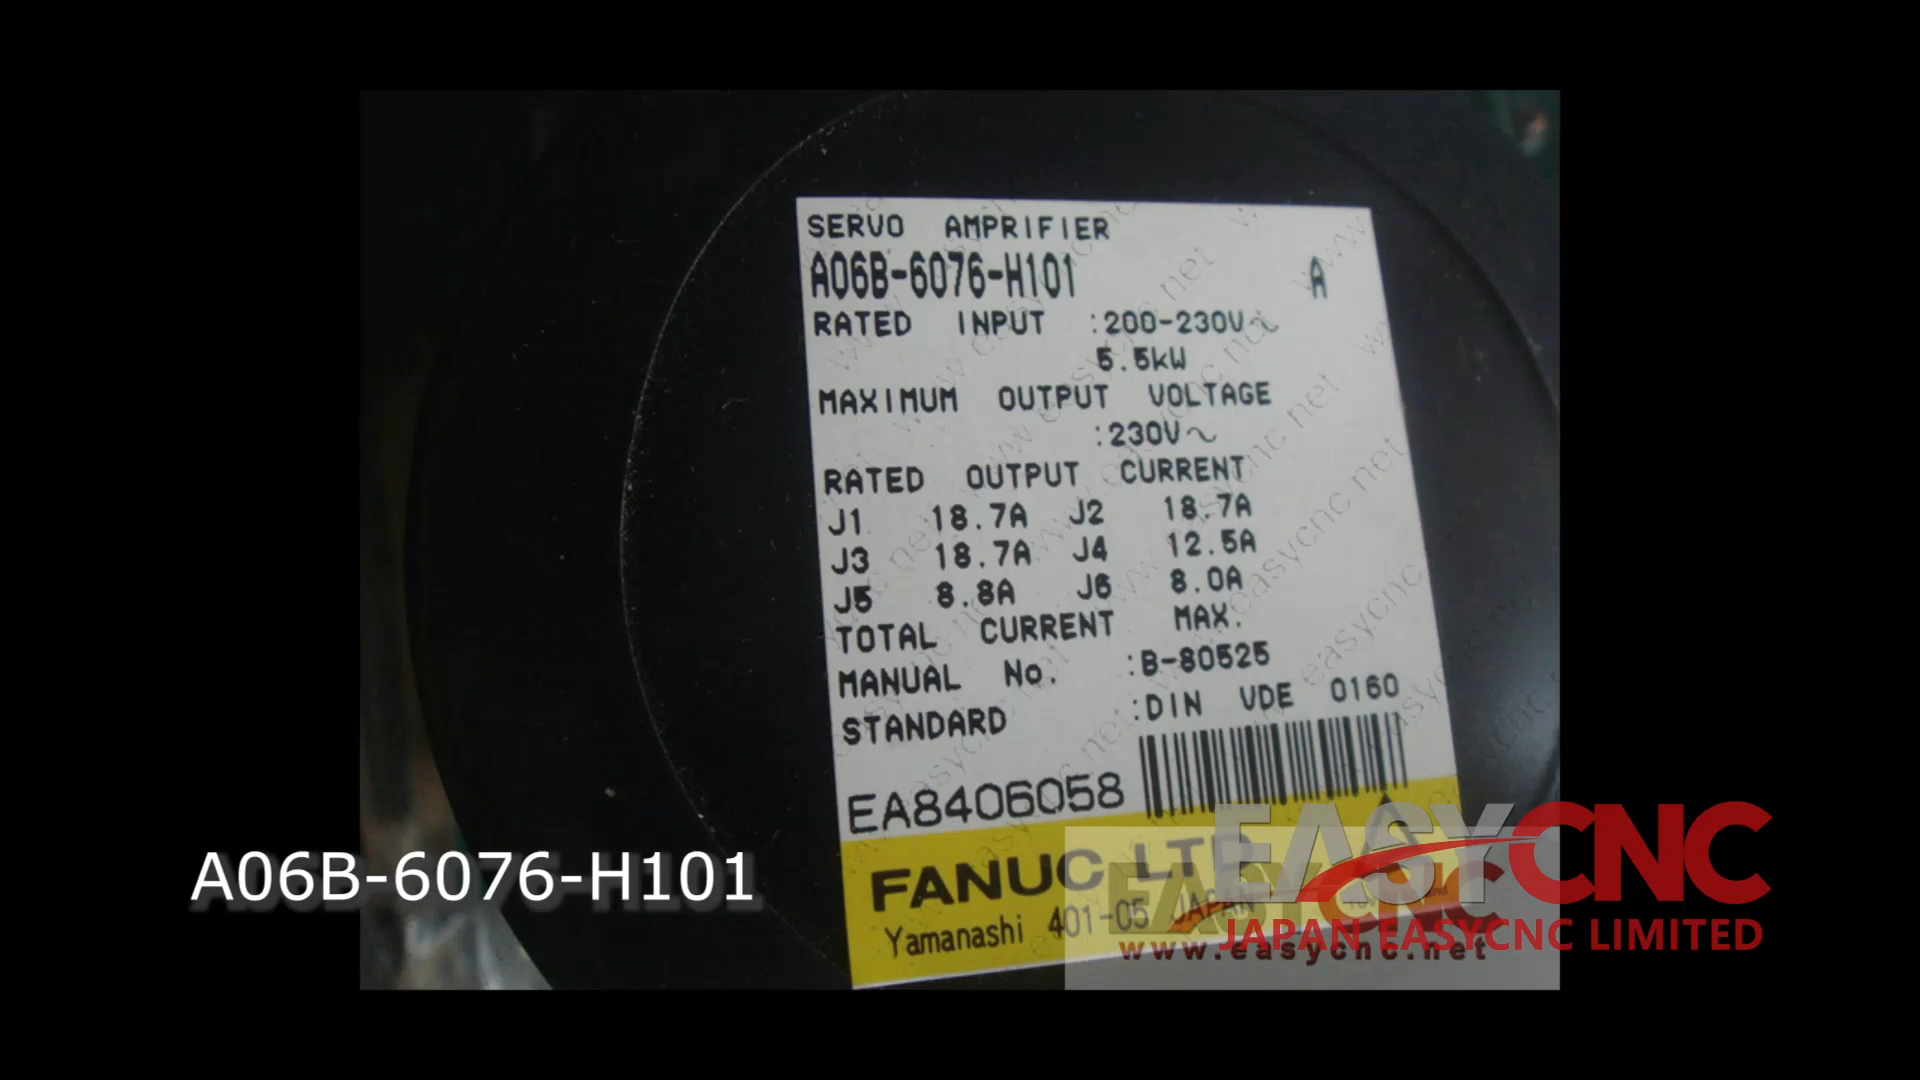 SERVO AMPRIFIER
A06B-6076-H101 A
RATED INPUT :200-230V~
5.5kW
MAXIMUM OUTPUT VOLTAGE
:230V~
RATED OUTPUT CURRENT
J1 18.7A J2 18.7A
J3 18.7A J4 12.5A
J5 8.8A J6 8.0A
TOTAL CURRENT MAX.
MANUAL No. :B-80525
STANDARD :DIN VDE 0160
EA8406058
FANUC LTD
Yamanashi 401-05 JAPAN
A06B-6076-H101
EASYCNC
JAPAN EASYCNC LIMITED
EASYCNC
www.easycnc.net